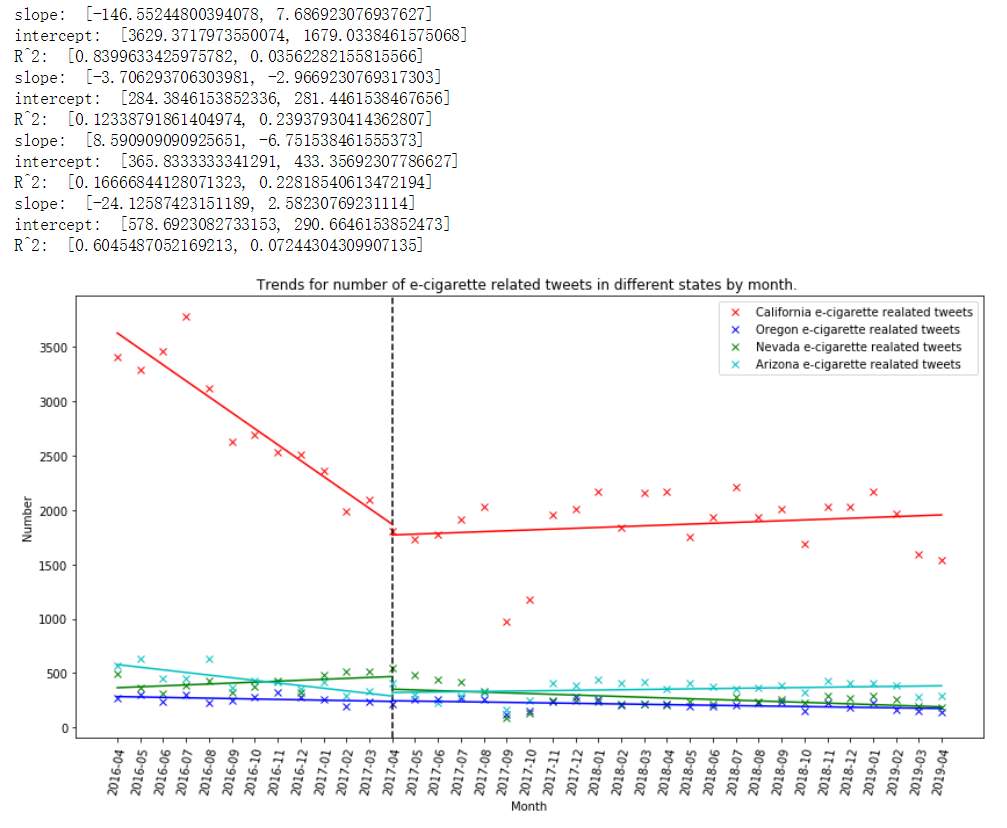 slope:  [-146.55244800394078, 7.686923076937627]
intercept:  [3629.3717973550074, 1679.0338461575068]
R^2:  [0.8399633425975782, 0.03562282155815566]
slope:  [-3.706293706303981, -2.9669230769317303]
intercept:  [284.3846153852336, 281.4461538467656]
R^2:  [0.12338791861404974, 0.23937930414362807]
slope:  [8.590909090925651, -6.751538461555373]
intercept:  [365.8333333341291, 433.35692307786627]
R^2:  [0.16666844128071323, 0.22818540613472194]
slope:  [-24.12587423151189, 2.58230769231114]
intercept:  [578.6923082733153, 290.6646153852473]
R^2:  [0.6045487052169213, 0.07244304309907135]
Trends for number of e-cigarette related tweets in different states by month.
California e-cigarette realated tweets
Oregon e-cigarette realated tweets
Nevada e-cigarette realated tweets
Arizona e-cigarette realated tweets
3500
3000
2500
2000
1500
1000
500
0
Number
2016-04
2016-05
2016-06
2016-07
2016-08
2016-09
2016-10
2016-11
2016-12
2017-01
2017-02
2017-03
2017-04
2017-05
2017-06
2017-07
2017-08
2017-09
2017-10
2017-11
2017-12
2018-01
2018-02
2018-03
2018-04
2018-05
2018-06
2018-07
2018-08
2018-09
2018-10
2018-11
2018-12
2019-01
2019-02
2019-03
2019-04
Month